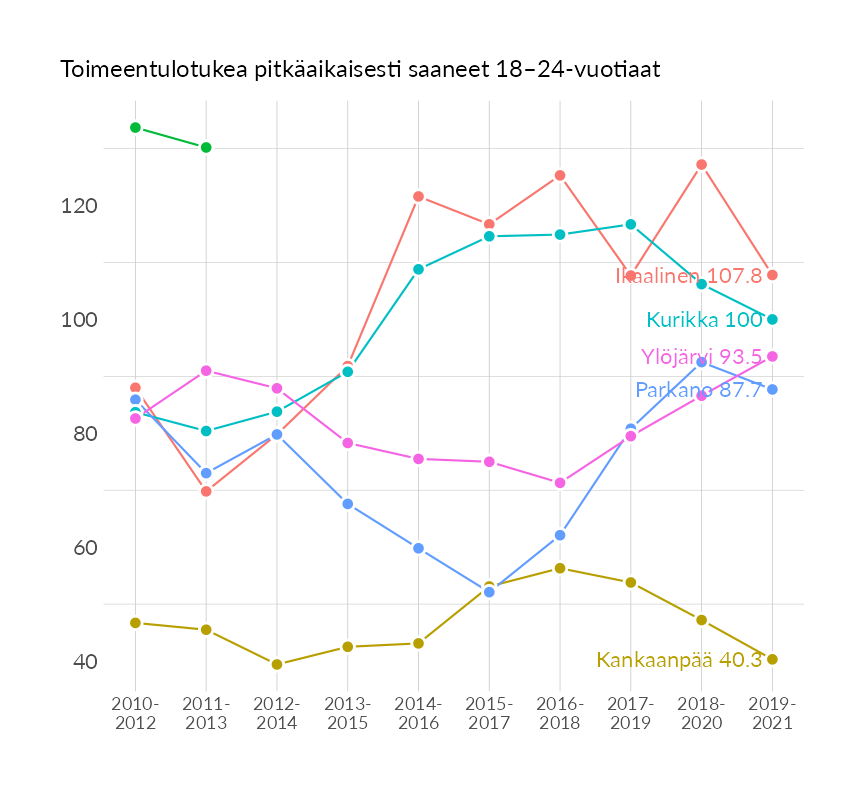 Toimeentulotukea pitkäaikaisesti saaneet 18–24-vuotiaat
120
100
80
60
40
Ikaalinen 107.8
Kurikka 100
Ylöjärvi 93.5
Parkano 87.7
Kankaanpää 40.3
2010- 2011- 2012- 2013- 2014- 2015- 2016- 2017- 2018- 2019-
2012 2013 2014 2015 2016 2017 2018 2019 2020 2021